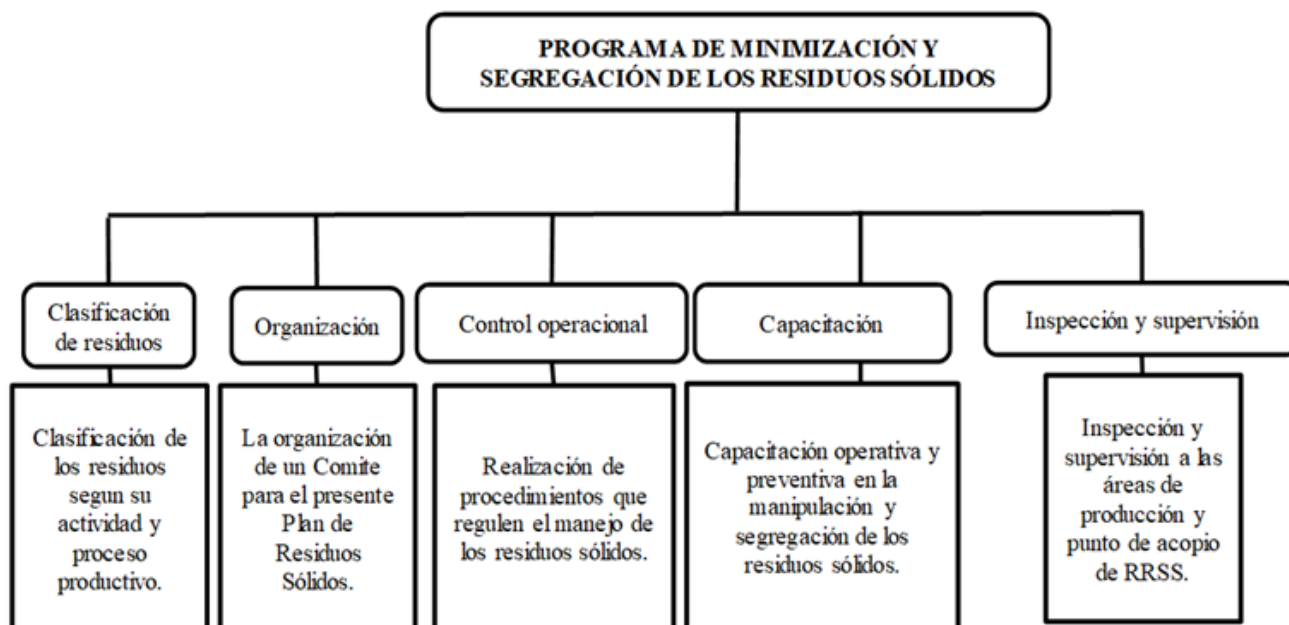 PROGRAMA DE MINIMIZACIÓN Y
SEGREGACIÓN DE LOS RESIDUOS SÓLIDOS
Clasificación
de residuos
Organización
Control operacional
Capacitación
Inspección y supervisión
Clasificación de
los residuos
segun su
actividad y
proceso
productivo.
La organización
de un Comite
para el presente
Plan de
Residuos
Sólidos.
Realización de
procedimientos que
regulen el manejo de
los residuos sólidos.
Capacitación operativa y
preventiva en la
manipulación y
segregación de los
residuos sólidos.
Inspección y
supervisión a las
áreas de
producción y
punto de acopio
de RRSS.